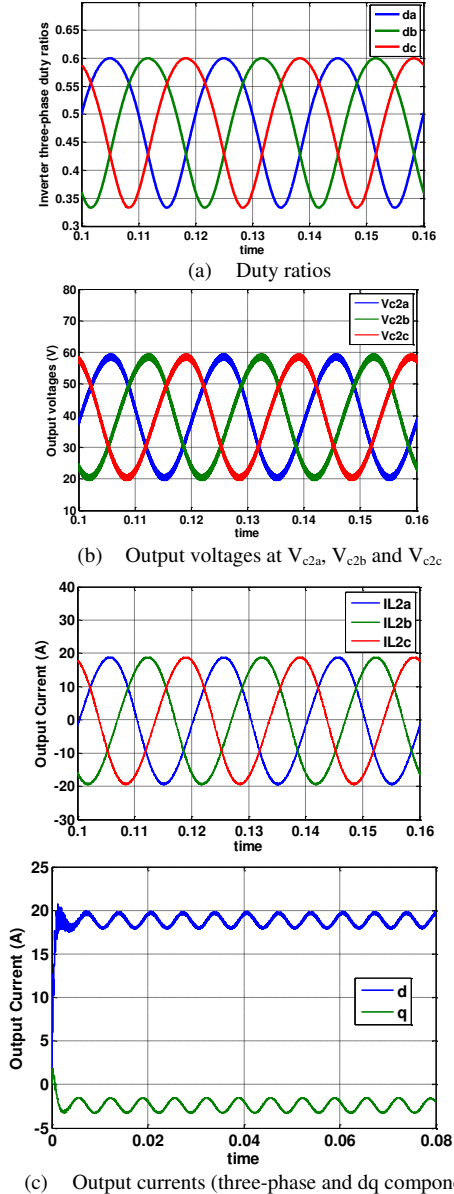 da
db
dc
0.65
0.6
0.55
0.5
0.45
0.4
0.35
0.3
Inverter three-phase duty ratios
0.1 0.11 0.12 0.13 0.14 0.15 0.16
time
(a) Duty ratios
Vc2a
Vc2b
Vc2c
80
70
60
50
40
30
20
10
Output voltages (V)
0.1 0.11 0.12 0.13 0.14 0.15 0.16
time
(b) Output voltages at Vc2a, Vc2b and Vc2c
IL2a
IL2b
IL2c
40
30
20
10
0
-10
-20
-30
Output Current (A)
0.1 0.11 0.12 0.13 0.14 0.15 0.16
time
25
20
15
10
5
0
-5
Output Current (A)
d
q
0 0.02 0.04 0.06 0.08
time
(c) Output currents (three-phase and dq compone